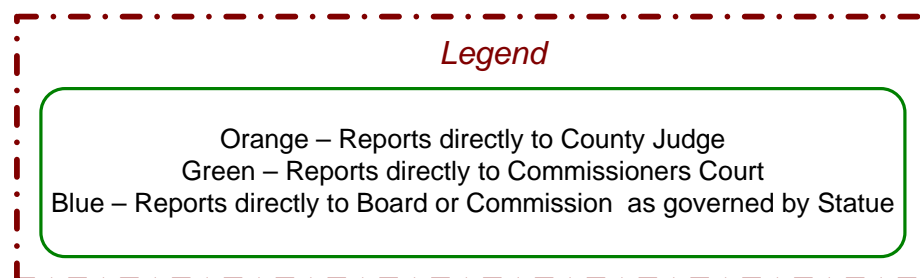 Legend
Orange – Reports directly to County Judge
Green – Reports directly to Commissioners Court
Blue – Reports directly to Board or Commission  as governed by Statue